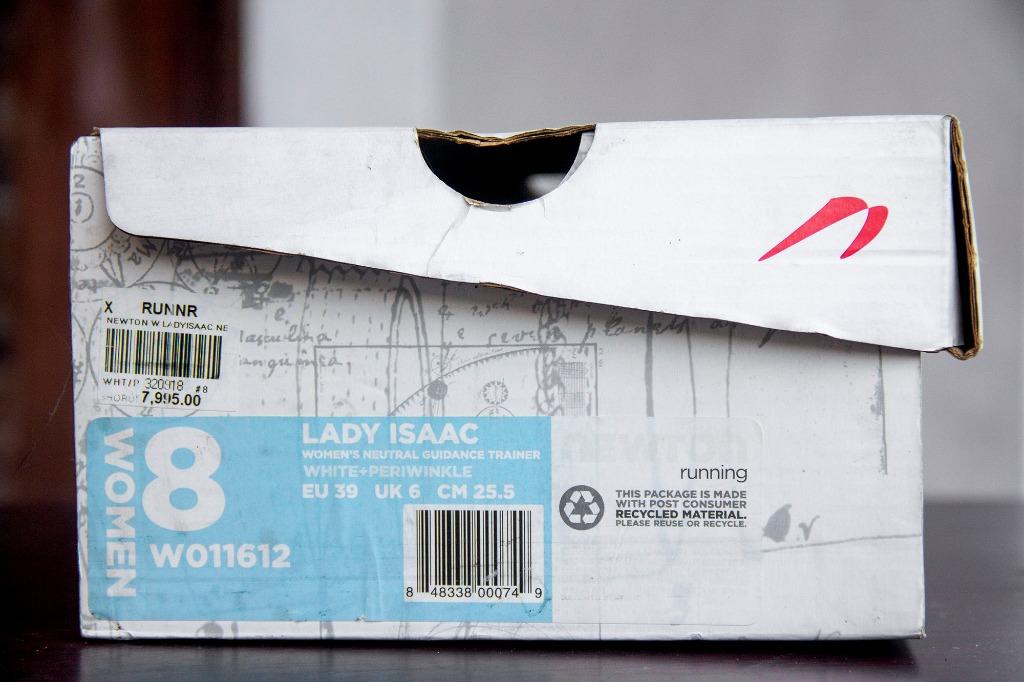 X RUNNR
NEWTON W LADYISAAC NE
WHT/P 320918 #8
7,995.00
WOMEN
8
W011612
LADY ISAAC
WOMEN'S NEUTRAL GUIDANCE TRAINER
WHITE+PERIWINKLE
EU 39 UK 6 CM 25.5
8 48338 00074 9
running
THIS PACKAGE IS MADE
WITH POST CONSUMER
RECYCLED MATERIAL.
PLEASE REUSE OR RECYCLE.